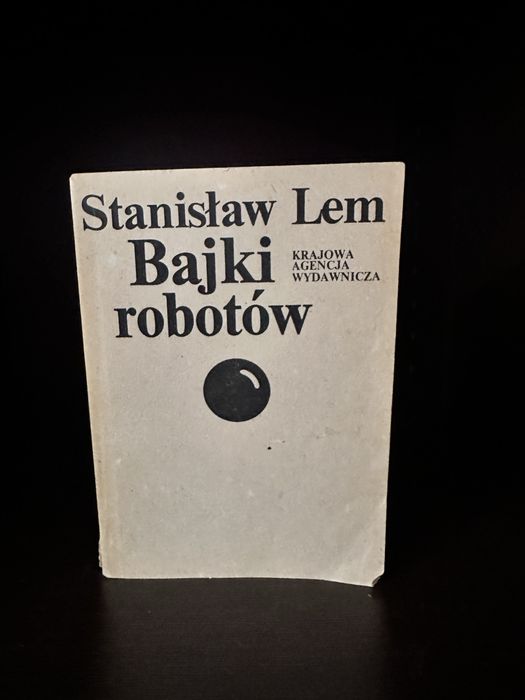 Stanisław Lem
Bajki
robotów
KRAJOWA
AGENCJA
WYDAWNICZA